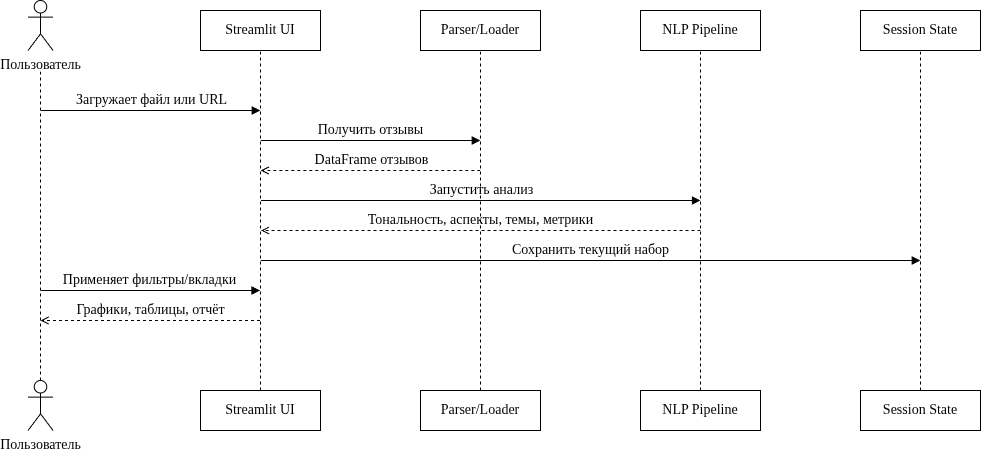 Streamlit UI
Parser/Loader
NLP Pipeline
Session State
Пользователь
Загружает файл или URL
Получить отзывы
DataFrame отзывов
Запустить анализ
Тональность, аспекты, темы, метрики
Сохранить текущий набор
Применяет фильтры/вкладки
Графики, таблицы, отчёт
Streamlit UI
Parser/Loader
NLP Pipeline
Session State
Пользователь